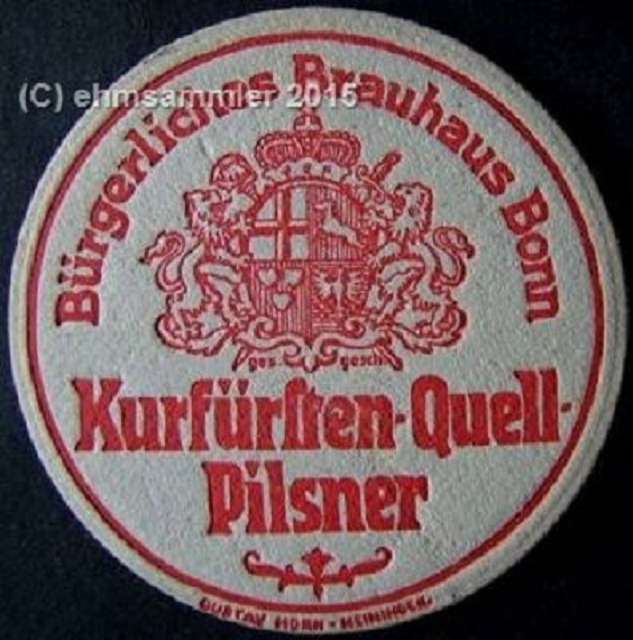 (C) ehmsammler 2015
Bürgerliches Brauhaus Bonn
ges. gesch.
Kurfürſten-Quell-
Pilsner
GUSTAV HORN